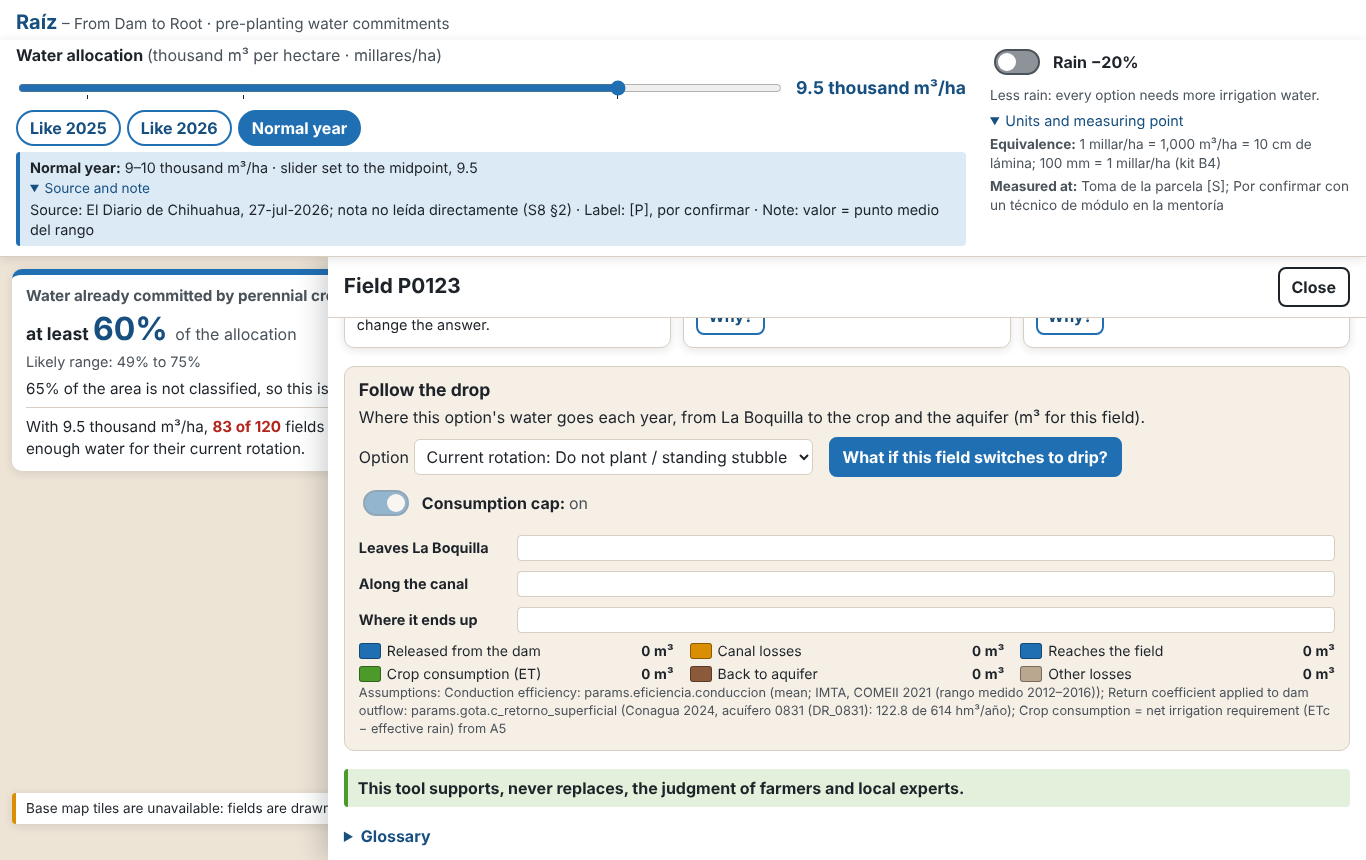 Raíz – From Dam to Root · pre-planting water commitments
Water allocation (thousand m³ per hectare · millares/ha)
9.5 thousand m³/ha
Like 2025
Like 2026
Normal year
Normal year: 9–10 thousand m³/ha · slider set to the midpoint, 9.5
▼ Source and note
Source: El Diario de Chihuahua, 27-jul-2026; nota no leída directamente (S8 §2) · Label: [P], por confirmar · Note: valor = punto medio
del rango
Rain −20%
Less rain: every option needs more irrigation water.
▼ Units and measuring point
Equivalence: 1 millar/ha = 1,000 m³/ha = 10 cm de
lámina; 100 mm = 1 millar/ha (kit B4)
Measured at: Toma de la parcela [S]; Por confirmar con
un técnico de módulo en la mentoría
Water already committed by perennial cr
at least 60% of the allocation
Likely range: 49% to 75%
65% of the area is not classified, so this is
With 9.5 thousand m³/ha, 83 of 120 fields
enough water for their current rotation.
Base map tiles are unavailable: fields are drawn
Field P0123
Close
change the answer.
Why?
Why?
Follow the drop
Where this option's water goes each year, from La Boquilla to the crop and the aquifer (m³ for this field).
Option
Current rotation: Do not plant / standing stubble
What if this field switches to drip?
Consumption cap: on
Leaves La Boquilla
Along the canal
Where it ends up
Released from the dam 0 m³
Canal losses 0 m³
Reaches the field 0 m³
Crop consumption (ET) 0 m³
Back to aquifer 0 m³
Other losses 0 m³
Assumptions: Conduction efficiency: params.eficiencia.conduccion (mean; IMTA, COMEII 2021 (rango medido 2012–2016)); Return coefficient applied to dam
outflow: params.gota.c_retorno_superficial (Conagua 2024, acuífero 0831 (DR_0831): 122.8 de 614 hm³/año); Crop consumption = net irrigation requirement (ETc
− effective rain) from A5
This tool supports, never replaces, the judgment of farmers and local experts.
▶ Glossary